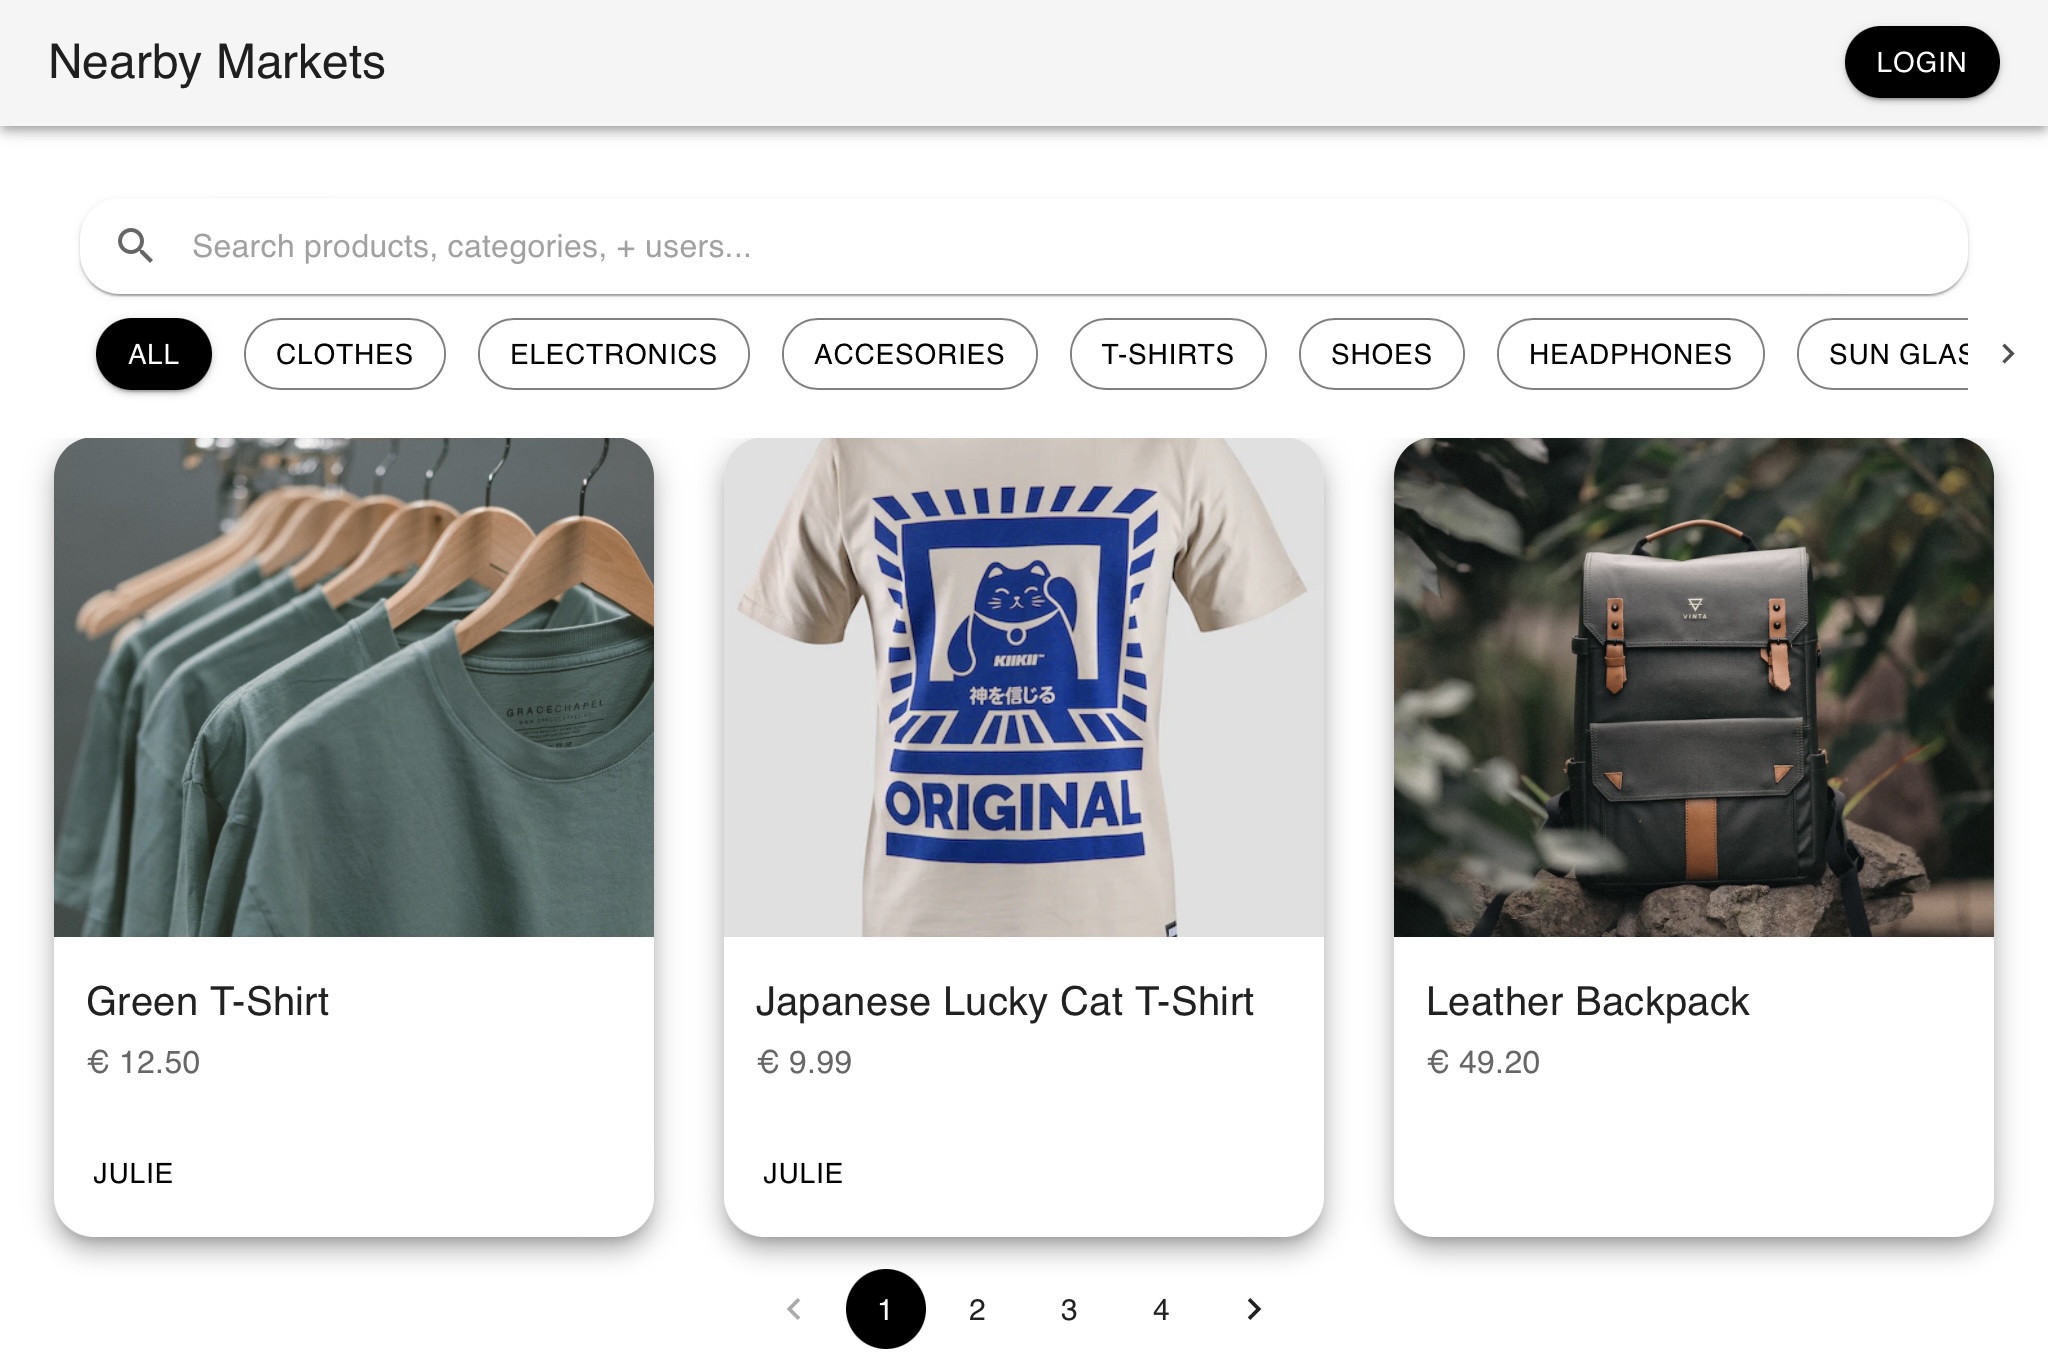 Nearby Markets
LOGIN
Search products, categories, + users...
ALL
CLOTHES
ELECTRONICS
ACCESORIES
T-SHIRTS
SHOES
HEADPHONES
SUN GLAS
GRACECHAPEL
KIIKII™
神を信じる
ORIGINAL
VINTA
Green T-Shirt
€ 12.50
JULIE
Japanese Lucky Cat T-Shirt
€ 9.99
JULIE
Leather Backpack
€ 49.20
1
2
3
4